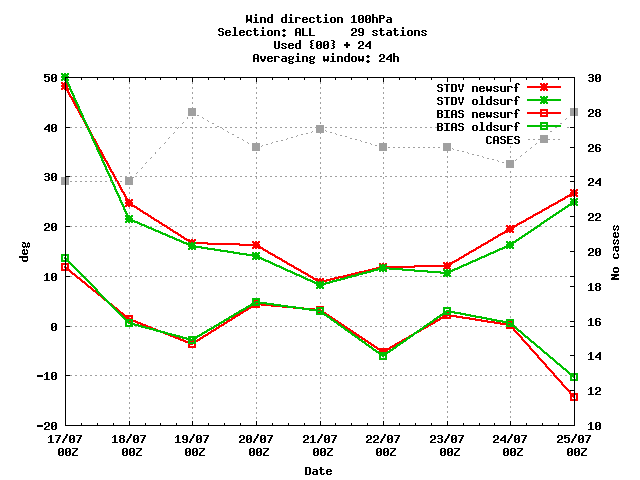 Wind direction 100hPa
Selection: ALL 29 stations
Used {00} + 24
Averaging window: 24h
STDV newsurf
STDV oldsurf
BIAS newsurf
BIAS oldsurf
CASES
50
40
30
20
10
0
-10
-20
deg
30
28
26
24
22
20
18
16
14
12
10
No cases
17/07 18/07 19/07 20/07 21/07 22/07 23/07 24/07 25/07
00Z 00Z 00Z 00Z 00Z 00Z 00Z 00Z 00Z
Date